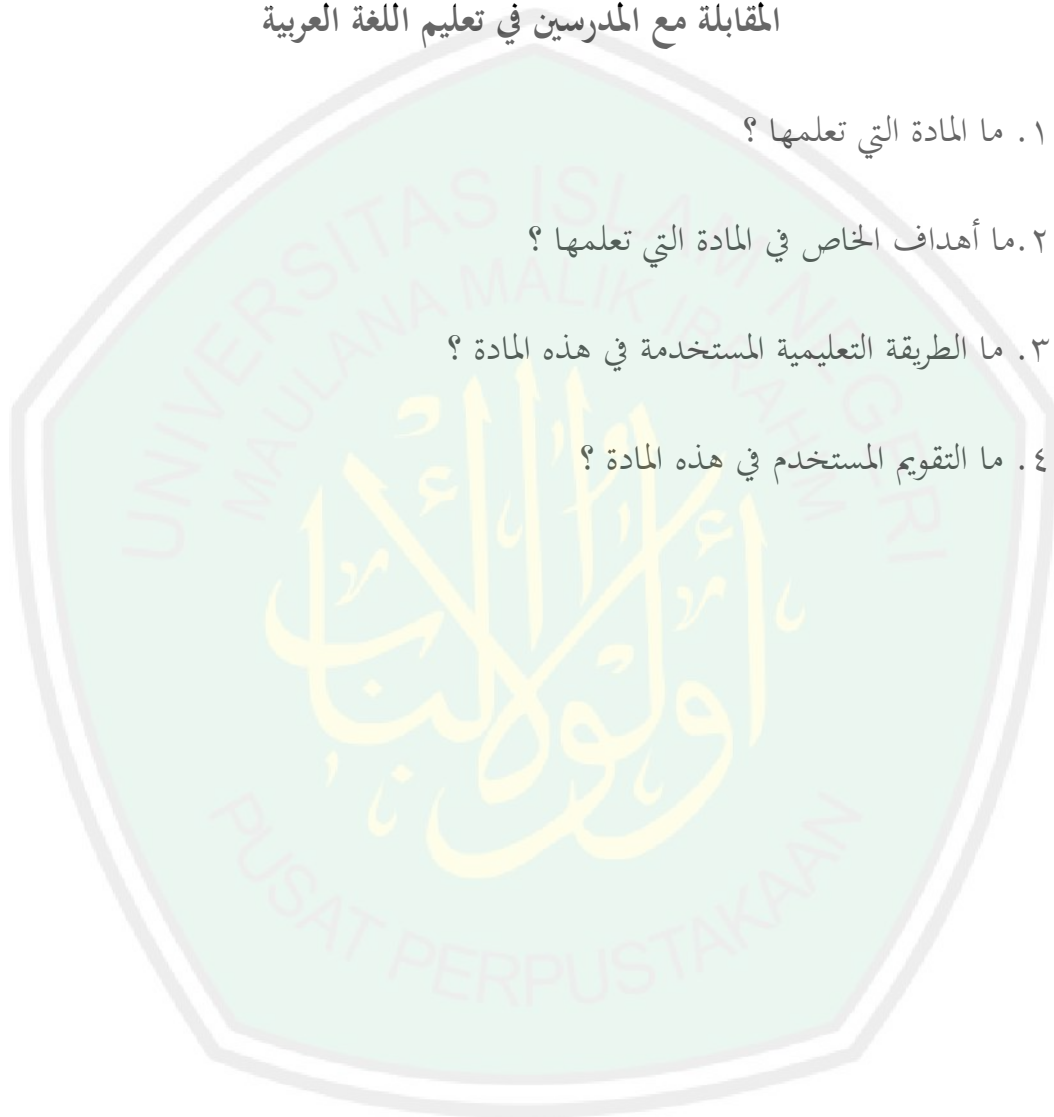 المقابلة مع المدرسين في تعليم اللغة العربية
١. ما المادة التي تعلمها ؟
٢.ما أهداف الخاص في المادة التي تعلمها ؟
٣. ما الطريقة التعليمية المستخدمة في هذه المادة ؟
٤. ما التقويم المستخدم في هذه المادة ؟
UNIVERSITAS ISLAM NEGERI
MAULANA MALIK IBRAHIM
أولوا الألباب
PUSAT PERPUSTAKAAN